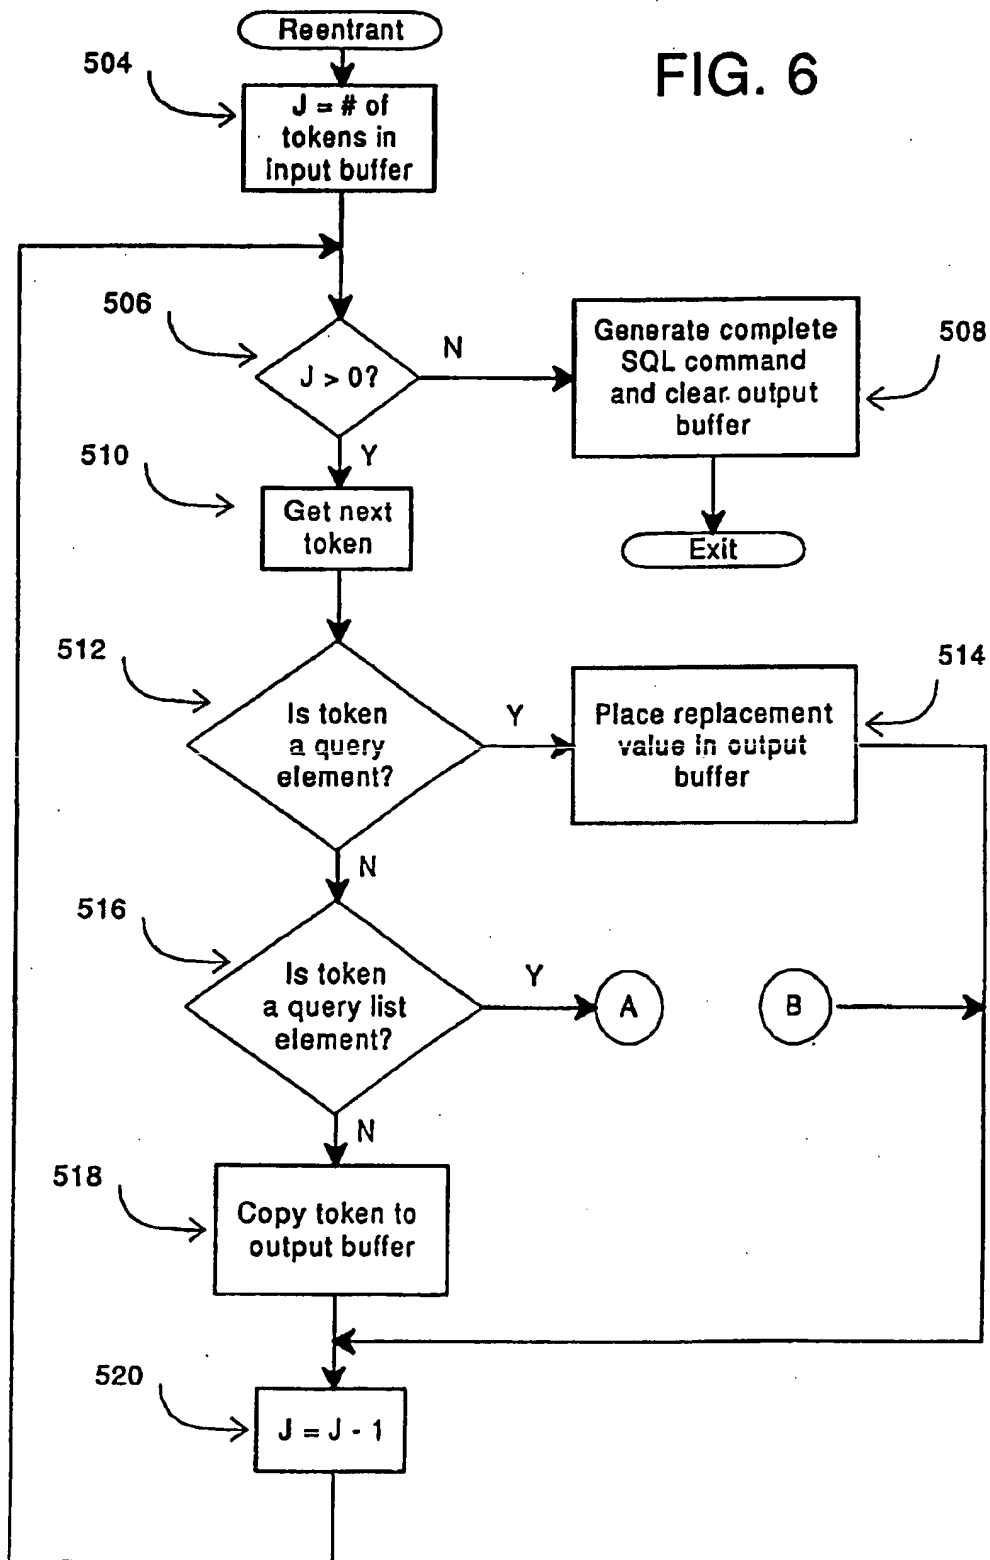 Reentrant
FIG. 6
504
J = # of
tokens in
input buffer
506
J > 0?
N
Generate complete
SQL command
and clear output
buffer
508
Y
510
Get next
token
Exit
512
Is token
a query
element?
Y
Place replacement
value in output
buffer
514
N
516
Is token
a query list
element?
Y
A
B
N
518
Copy token to
output buffer
520
J = J - 1